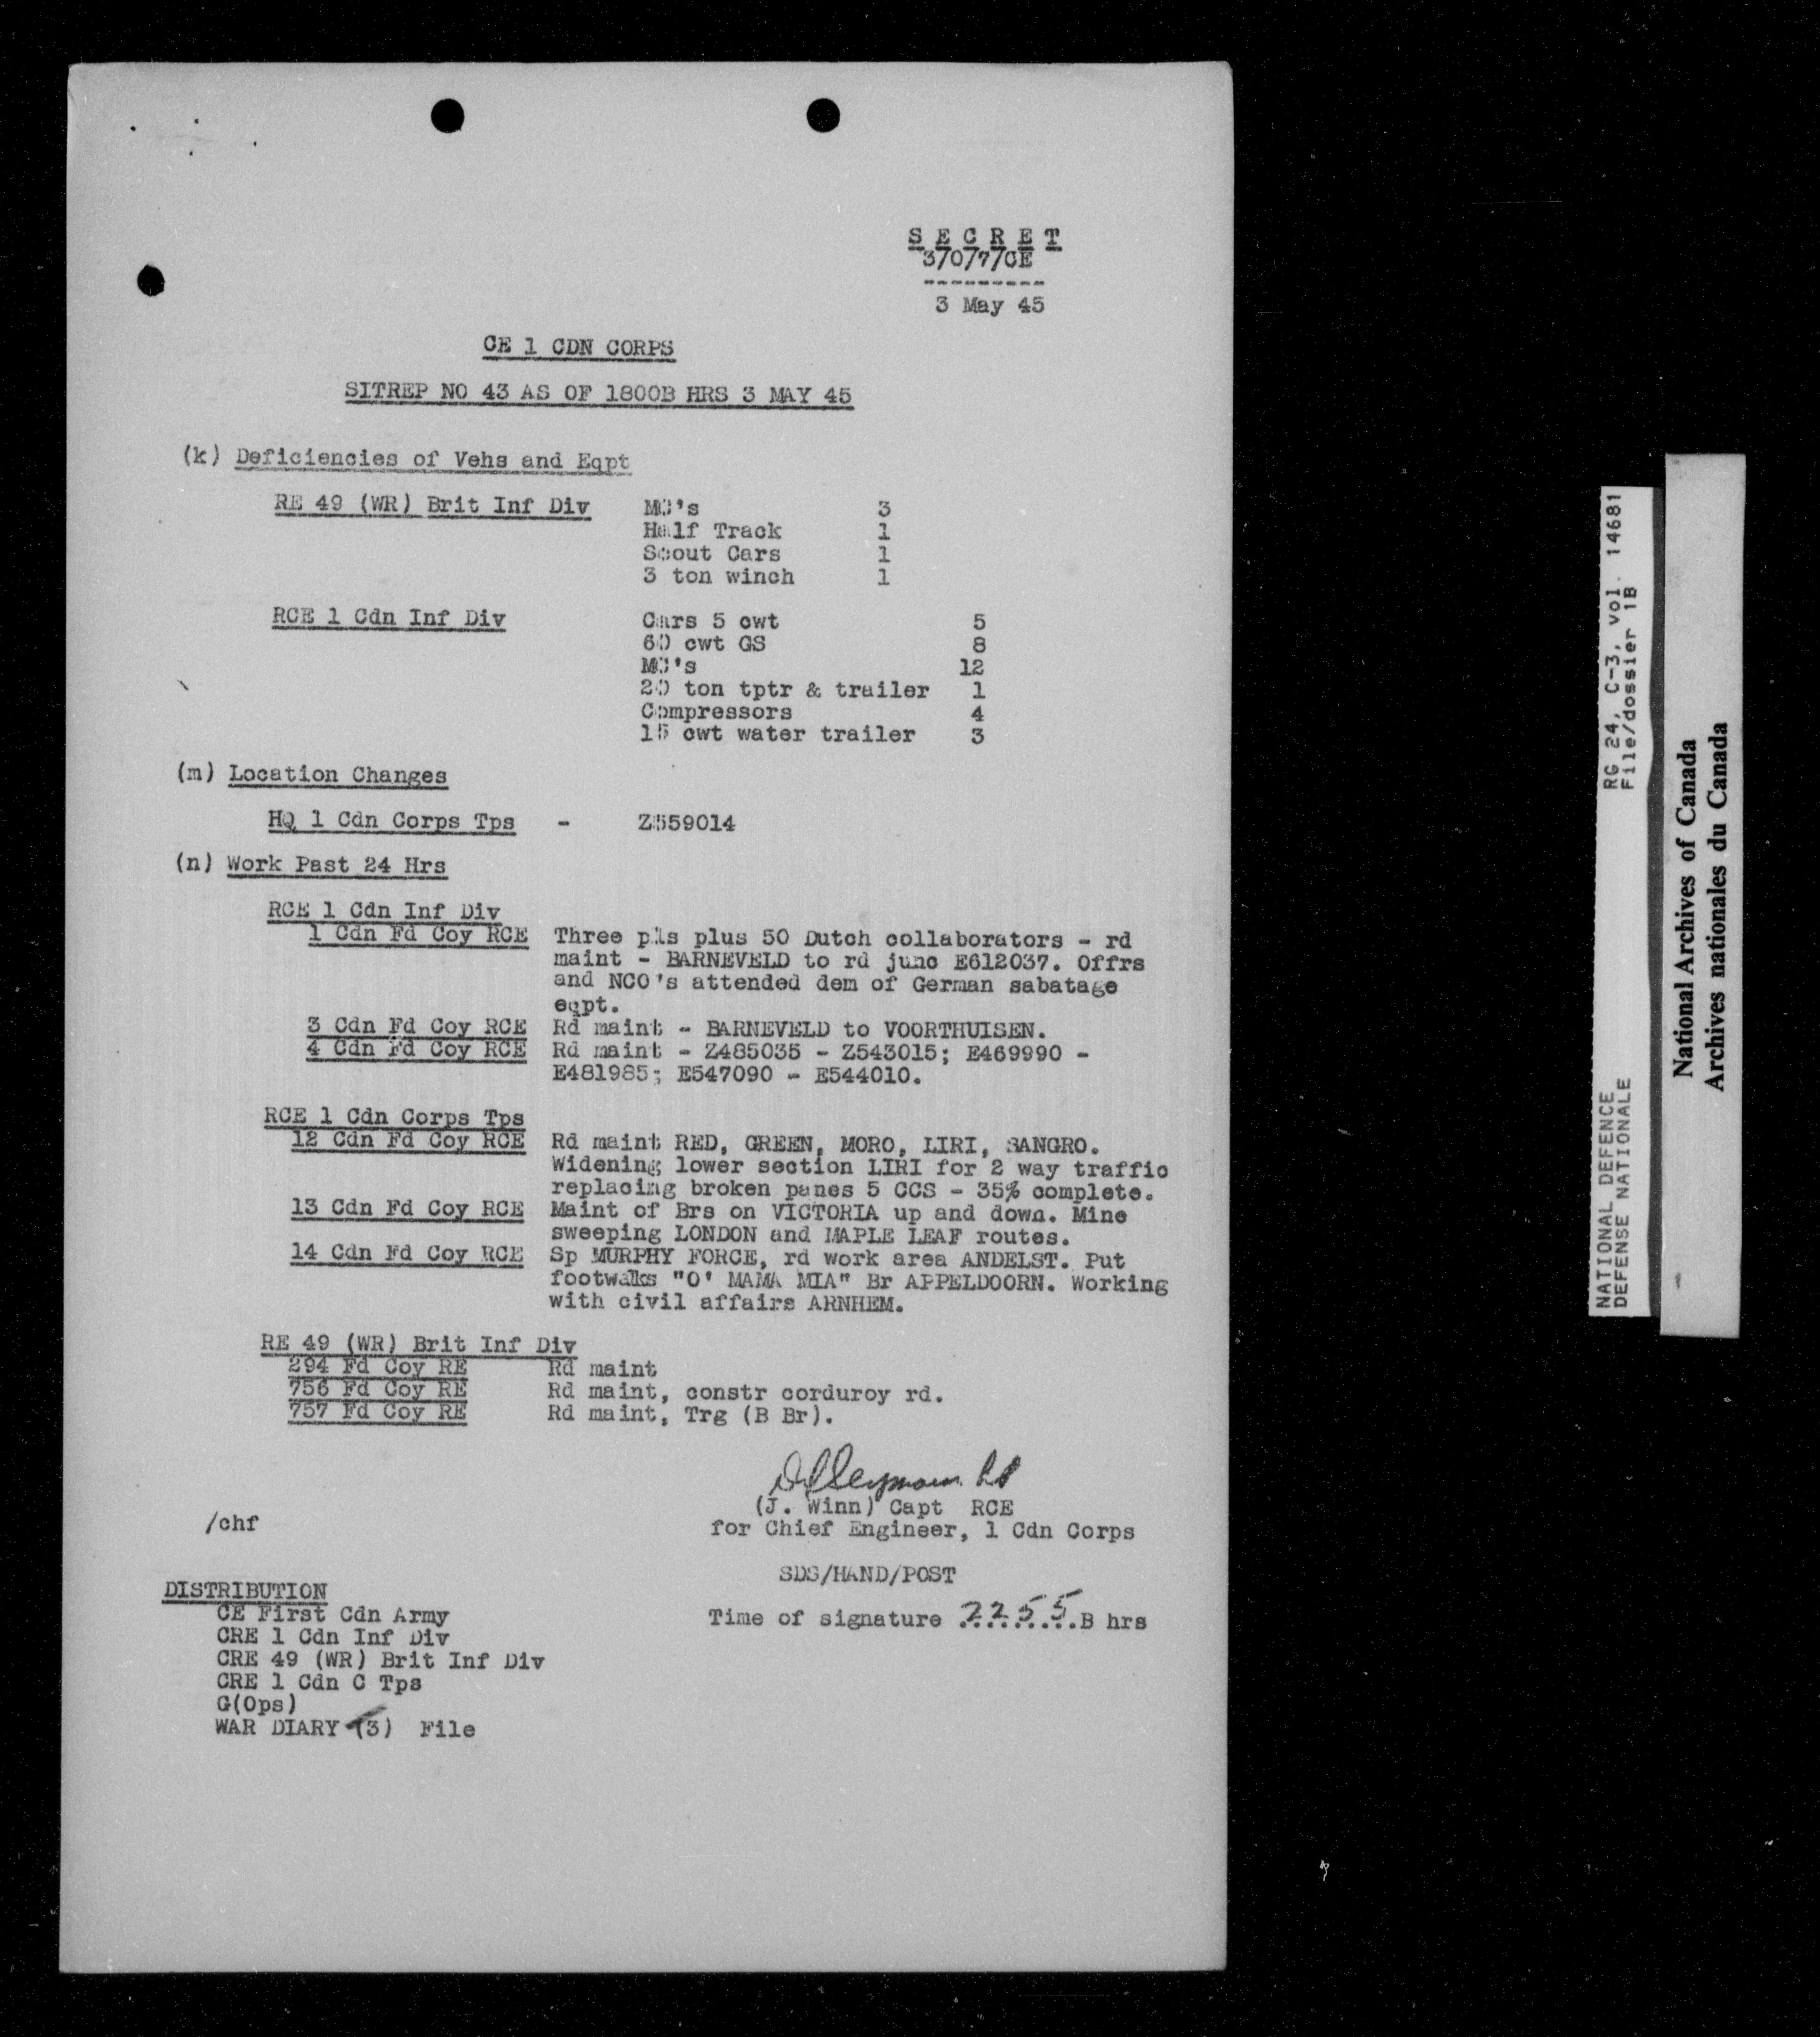 S E C R E T
3/0/7/CE
---------
3 May 45
CE 1 CDN CORPS
SITREP NO 43 AS OF 1800B HRS 3 MAY 45
(k) Deficiencies of Vehs and Eqpt
RE 49 (WR) Brit Inf Div MC's 3
Half Track 1
Scout Cars 1
3 ton winch 1
RCE 1 Cdn Inf Div Cars 5 cwt 5
60 cwt GS 8
MC's 12
20 ton tptr & trailer 1
Compressors 4
15 cwt water trailer 3
(m) Location Changes
HQ 1 Cdn Corps Tps - Z559014
(n) Work Past 24 Hrs
RCE 1 Cdn Inf Div
1 Cdn Fd Coy RCE Three pls plus 50 Dutch collaborators - rd
maint - BARNEVELD to rd junc E612037. Offrs
and NCO's attended dem of German sabatage
eqpt.
3 Cdn Fd Coy RCE Rd maint - BARNEVELD to VOORTHUISEN.
4 Cdn Fd Coy RCE Rd maint - Z485035 - Z543015; E469990 -
E481985; E547090 - E544010.
RCE 1 Cdn Corps Tps
12 Cdn Fd Coy RCE Rd maint RED, GREEN, MORO, LIRI, SANGRO.
Widening lower section LIRI for 2 way traffic
replacing broken panes 5 CCS - 35% complete.
13 Cdn Fd Coy RCE Maint of Brs on VICTORIA up and down. Mine
sweeping LONDON and MAPLE LEAF routes.
14 Cdn Fd Coy RCE Sp MURPHY FORCE, rd work area ANDELST. Put
footwalks "O' MAMA MIA" Br APPELDOORN. Working
with civil affairs ARNHEM.
RE 49 (WR) Brit Inf Div
294 Fd Coy RE Rd maint
756 Fd Coy RE Rd maint, constr corduroy rd.
757 Fd Coy RE Rd maint, Trg (B Br).
(J. Winn) Capt RCE
/chf for Chief Engineer, 1 Cdn Corps
SDS/HAND/POST
Time of signature 2255 B hrs
DISTRIBUTION
CE First Cdn Army
CRE 1 Cdn Inf Div
CRE 49 (WR) Brit Inf Div
CRE 1 Cdn C Tps
G(Ops)
WAR DIARY (3) File
NATIONAL DEFENCE RG 24, C-3, vol. 14681
DEFENSE NATIONALE File/dossier 1B
National Archives of Canada
Archives nationales du Canada